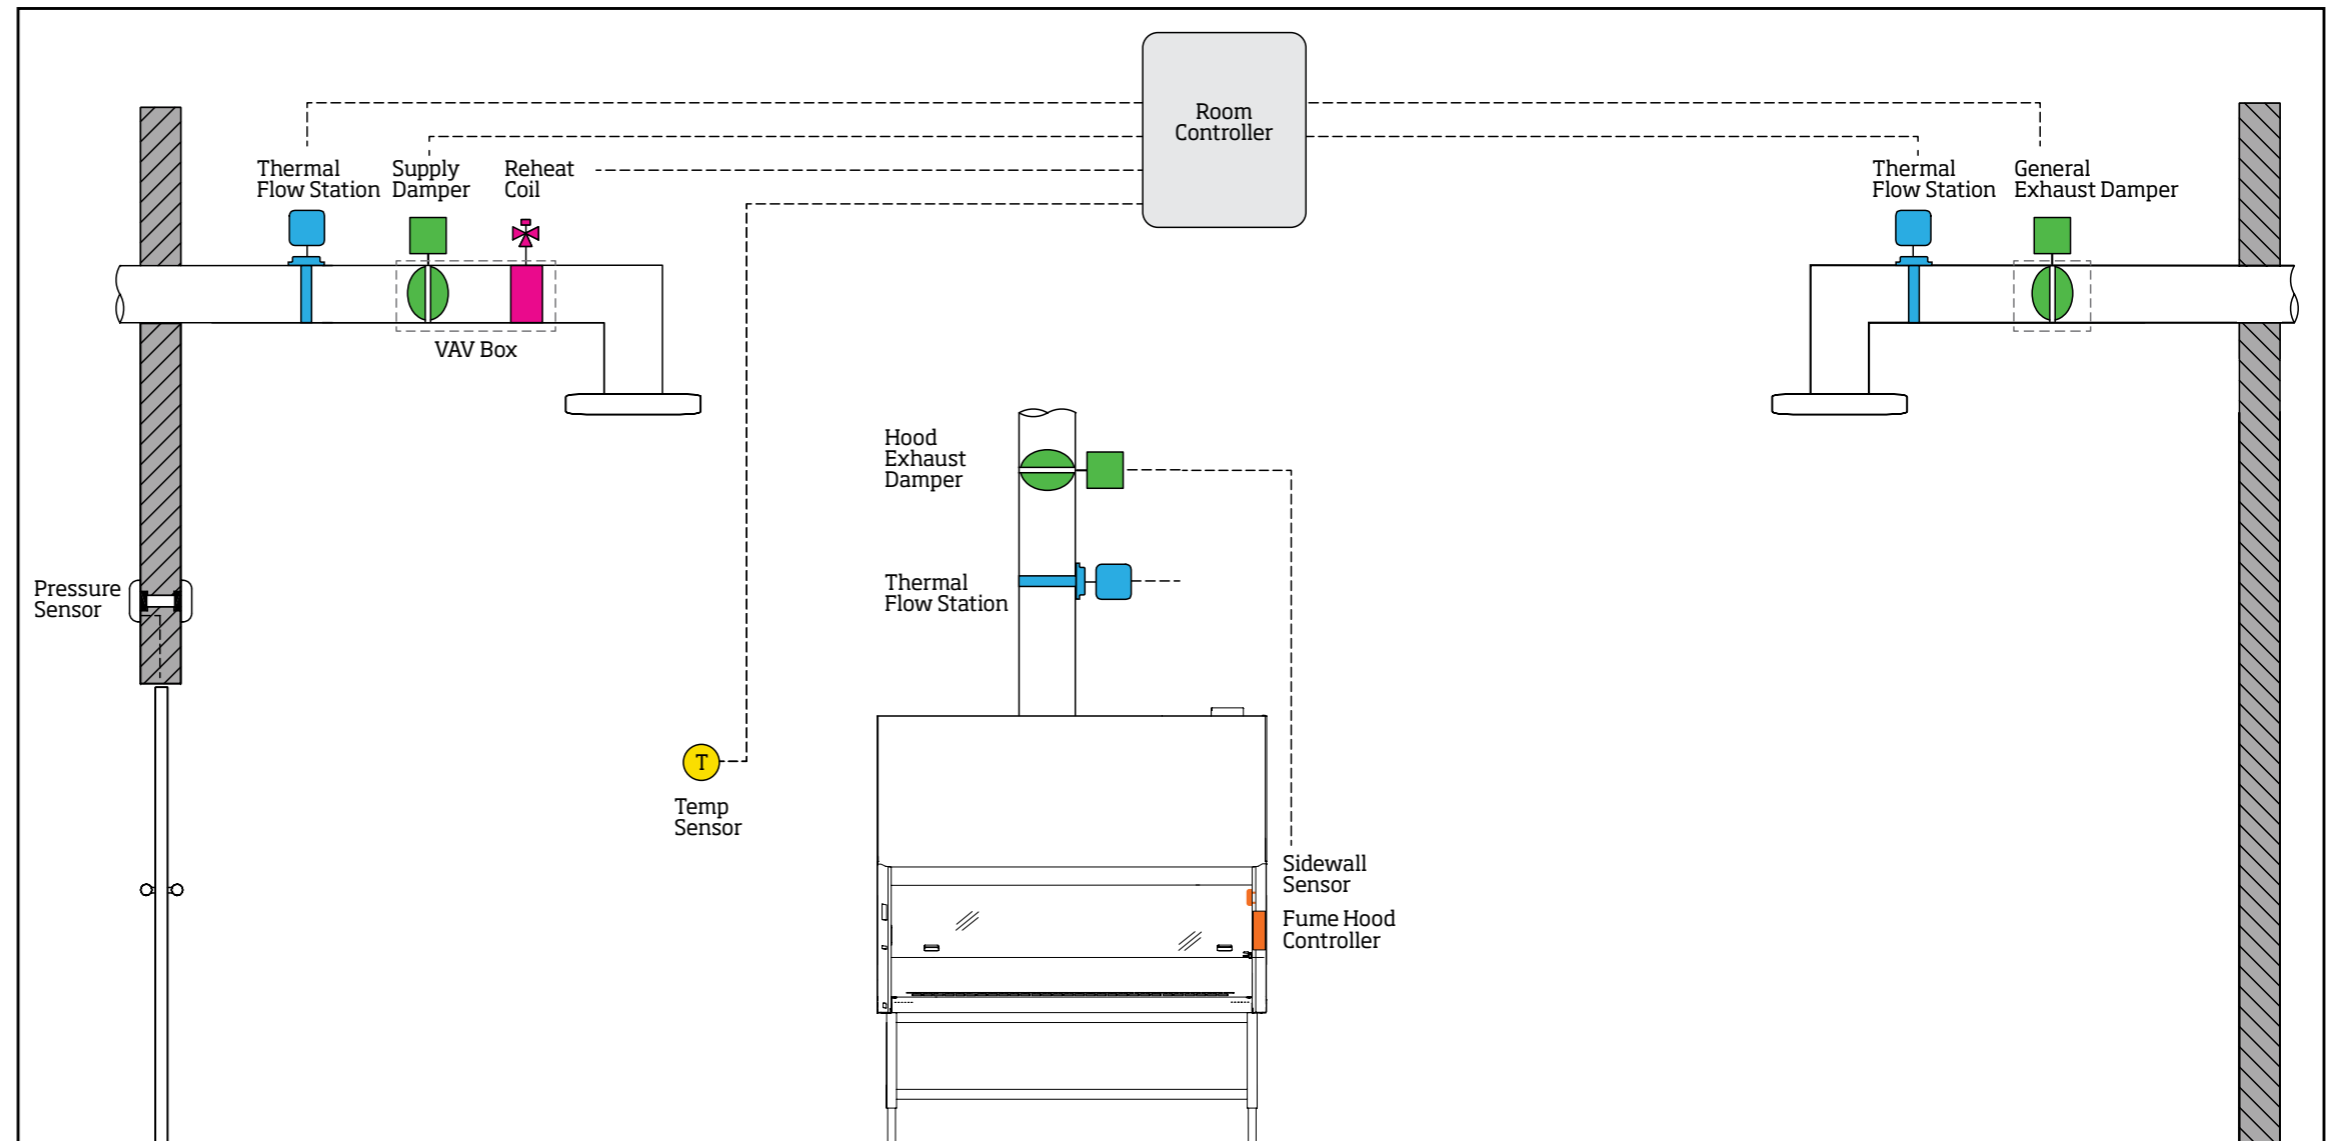 Room
Controller
Thermal
Flow Station
Supply
Damper
Reheat
Coil
Thermal
Flow Station
General
Exhaust Damper
VAV Box
Hood
Exhaust
Damper
Thermal
Flow Station
Pressure
Sensor
T
Temp
Sensor
Sidewall
Sensor
Fume Hood
Controller